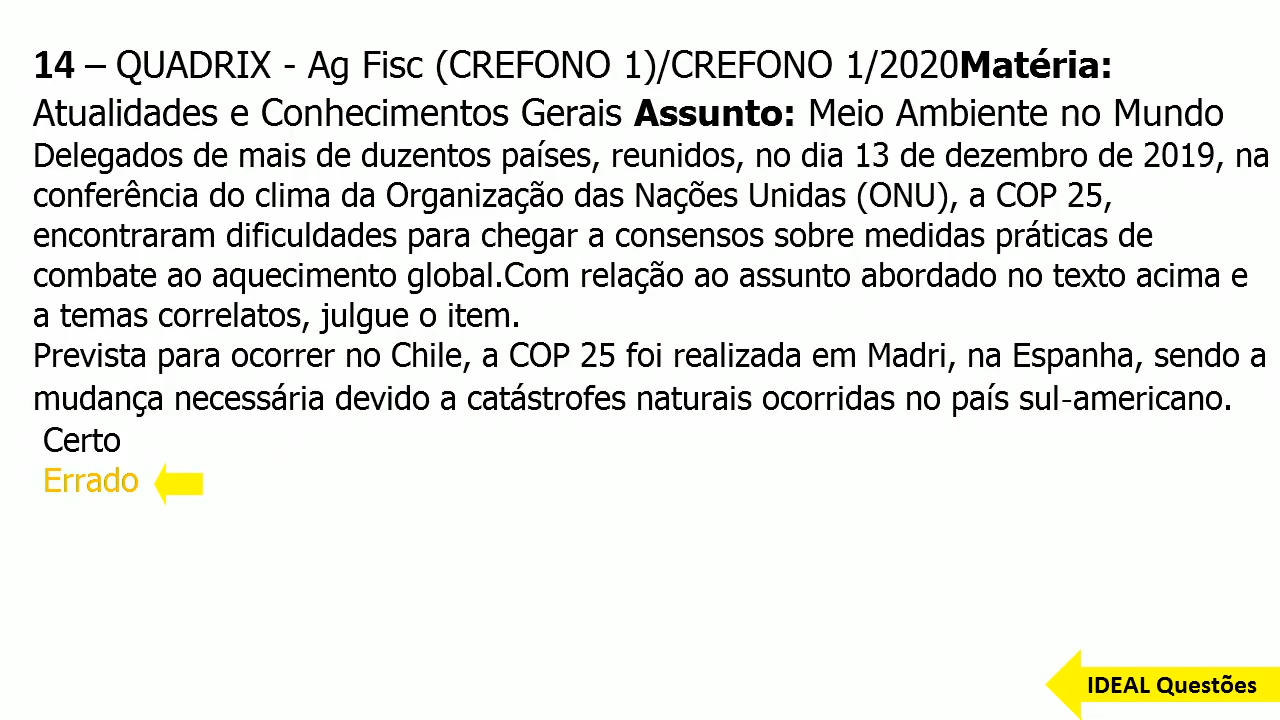 14 – QUADRIX - Ag Fisc (CREFONO 1)/CREFONO 1/2020Matéria:
Atualidades e Conhecimentos Gerais Assunto: Meio Ambiente no Mundo
Delegados de mais de duzentos países, reunidos, no dia 13 de dezembro de 2019, na
conferência do clima da Organização das Nações Unidas (ONU), a COP 25,
encontraram dificuldades para chegar a consensos sobre medidas práticas de
combate ao aquecimento global.Com relação ao assunto abordado no texto acima e
a temas correlatos, julgue o item.
Prevista para ocorrer no Chile, a COP 25 foi realizada em Madri, na Espanha, sendo a
mudança necessária devido a catástrofes naturais ocorridas no país sul-americano.
Certo
Errado
IDEAL Questões